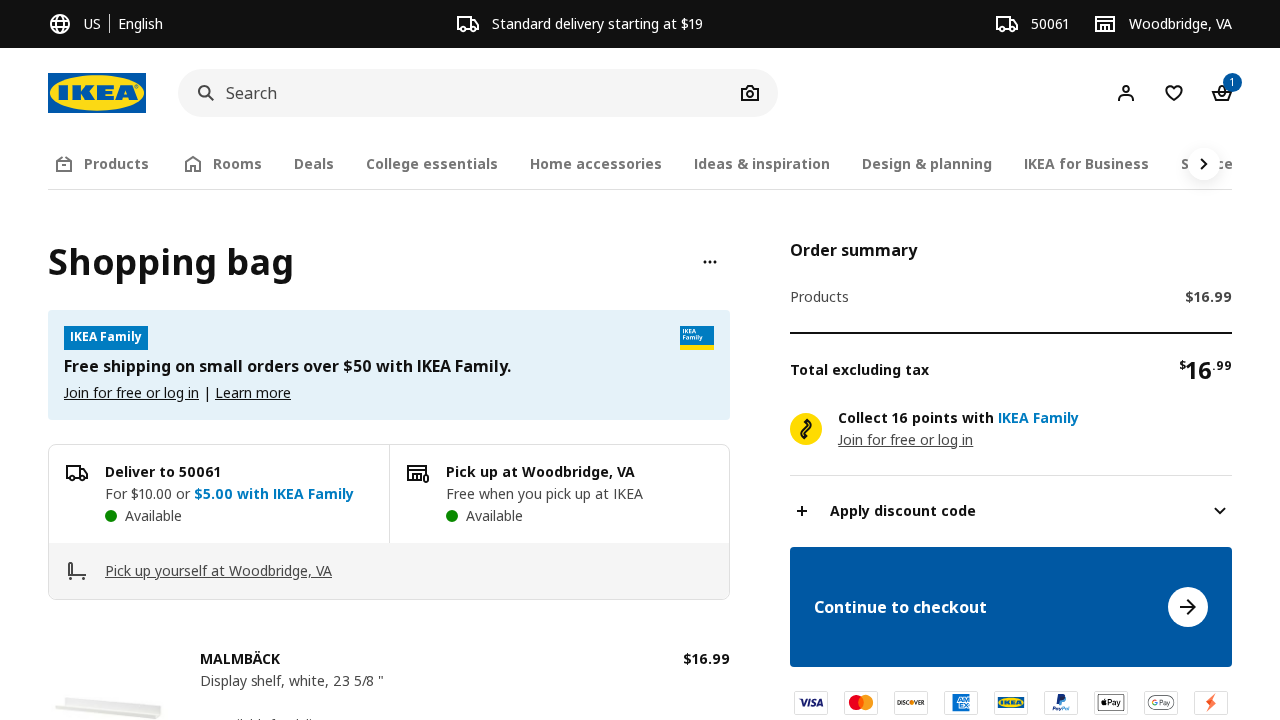 US | English
Standard delivery starting at $19
50061
Woodbridge, VA
IKEA
Search
1
Products
Rooms
Deals
College essentials
Home accessories
Ideas & inspiration
Design & planning
IKEA for Business
Shopping bag
IKEA Family
IKEA
Family
Free shipping on small orders over $50 with IKEA Family.
Join for free or log in | Learn more
Deliver to 50061
For $10.00 or $5.00 with IKEA Family
Available
Pick up at Woodbridge, VA
Free when you pick up at IKEA
Available
Pick up yourself at Woodbridge, VA
MALMBÄCK
$16.99
Display shelf, white, 23 5/8 "
Order summary
Products
$16.99
Total excluding tax
$16.99
Collect 16 points with IKEA Family
Join for free or log in
Apply discount code
Continue to checkout
VISA
mastercard
DISCOVER
AMEX
IKEA
PayPal
Pay
G Pay